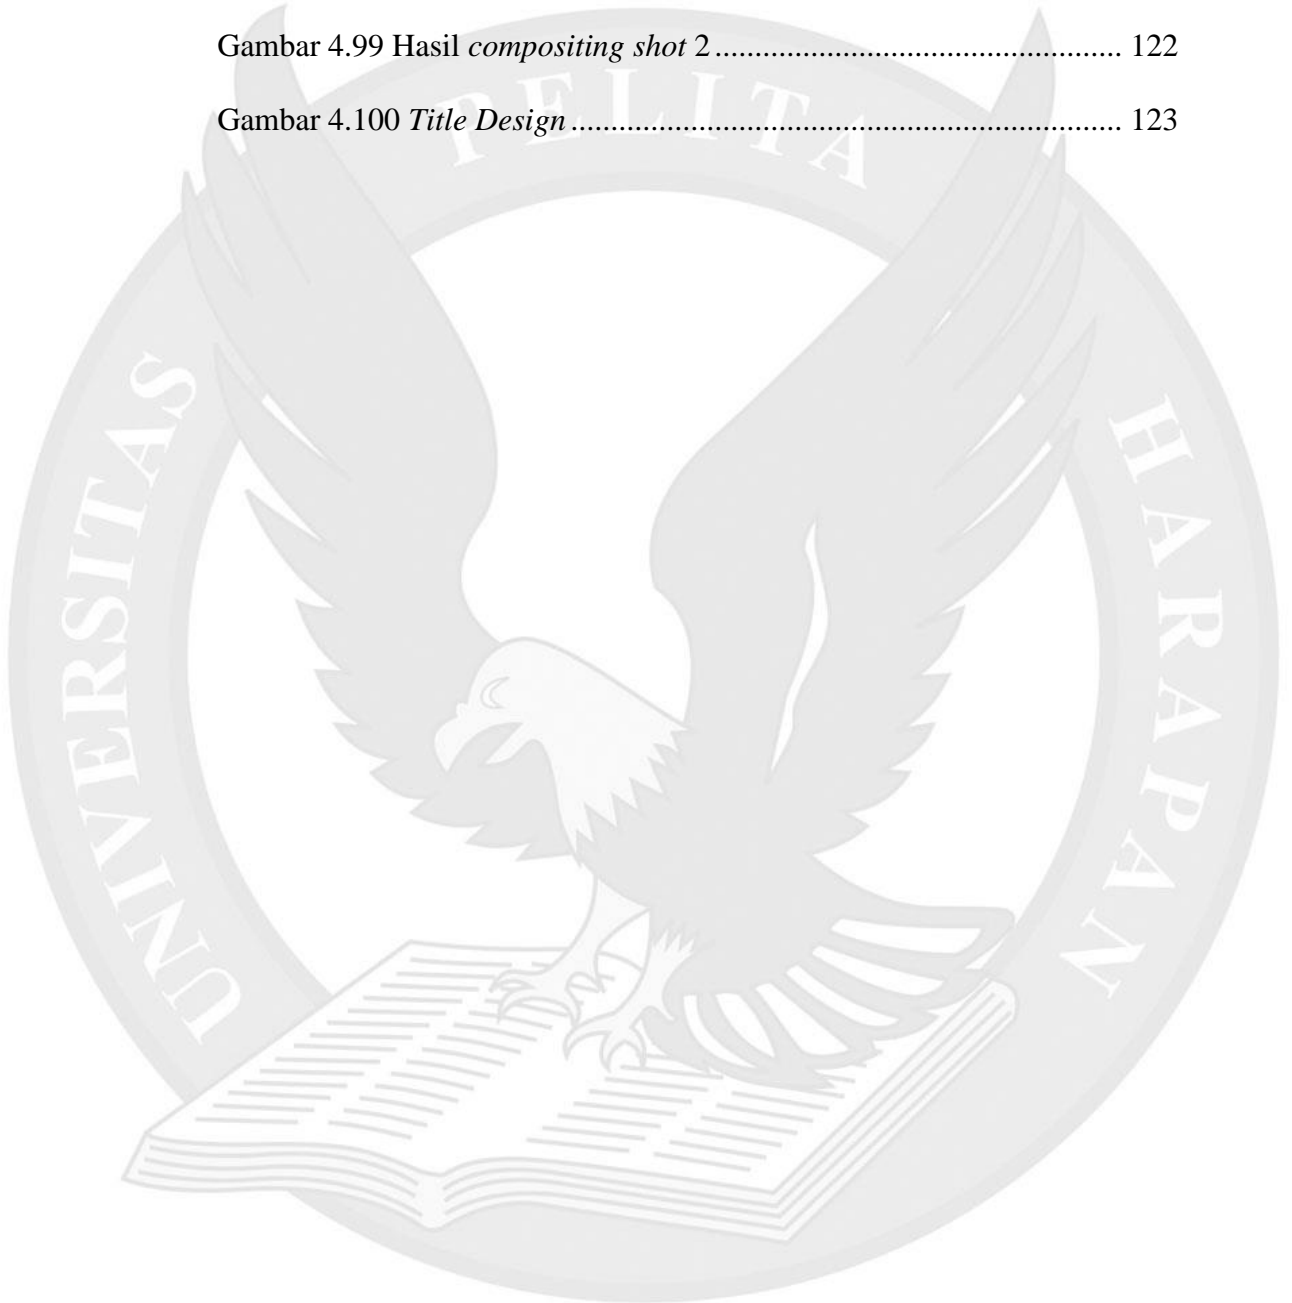 Gambar 4.99 Hasil compositing shot 2................................................... 122
Gambar 4.100 Title Design..................................................................... 123
UNIVERSITAS
PELITA
HARAPAN